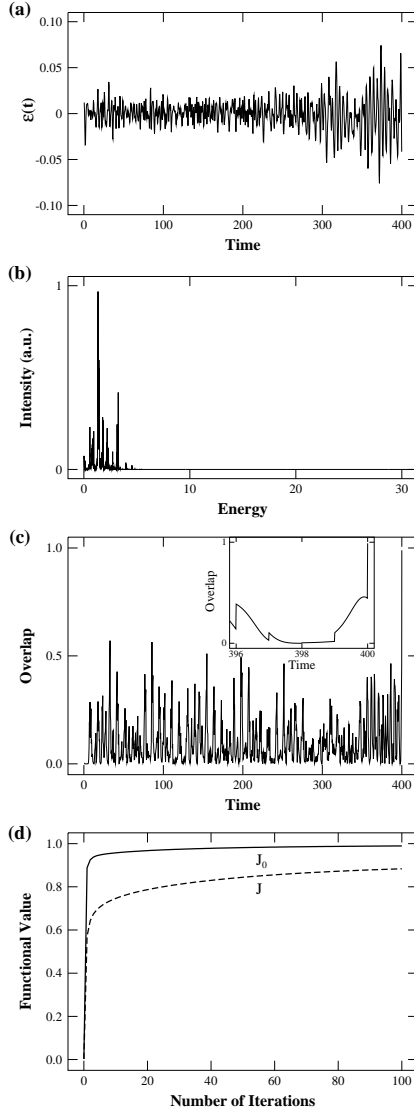 (a)
0.10
0.05
0
-0.05
-0.10
ε(t)
0 100 200 300 400
Time
(b)
1
0
Intensity (a.u.)
0 10 20 30
Energy
(c)
1.0
0.5
0.0
Overlap
1
0
Overlap
396 398 400
Time
0 100 200 300 400
Time
(d)
1.0
0.8
0.6
0.4
0.2
0.0
Functional Value
J0
J
0 20 40 60 80 100
Number of Iterations